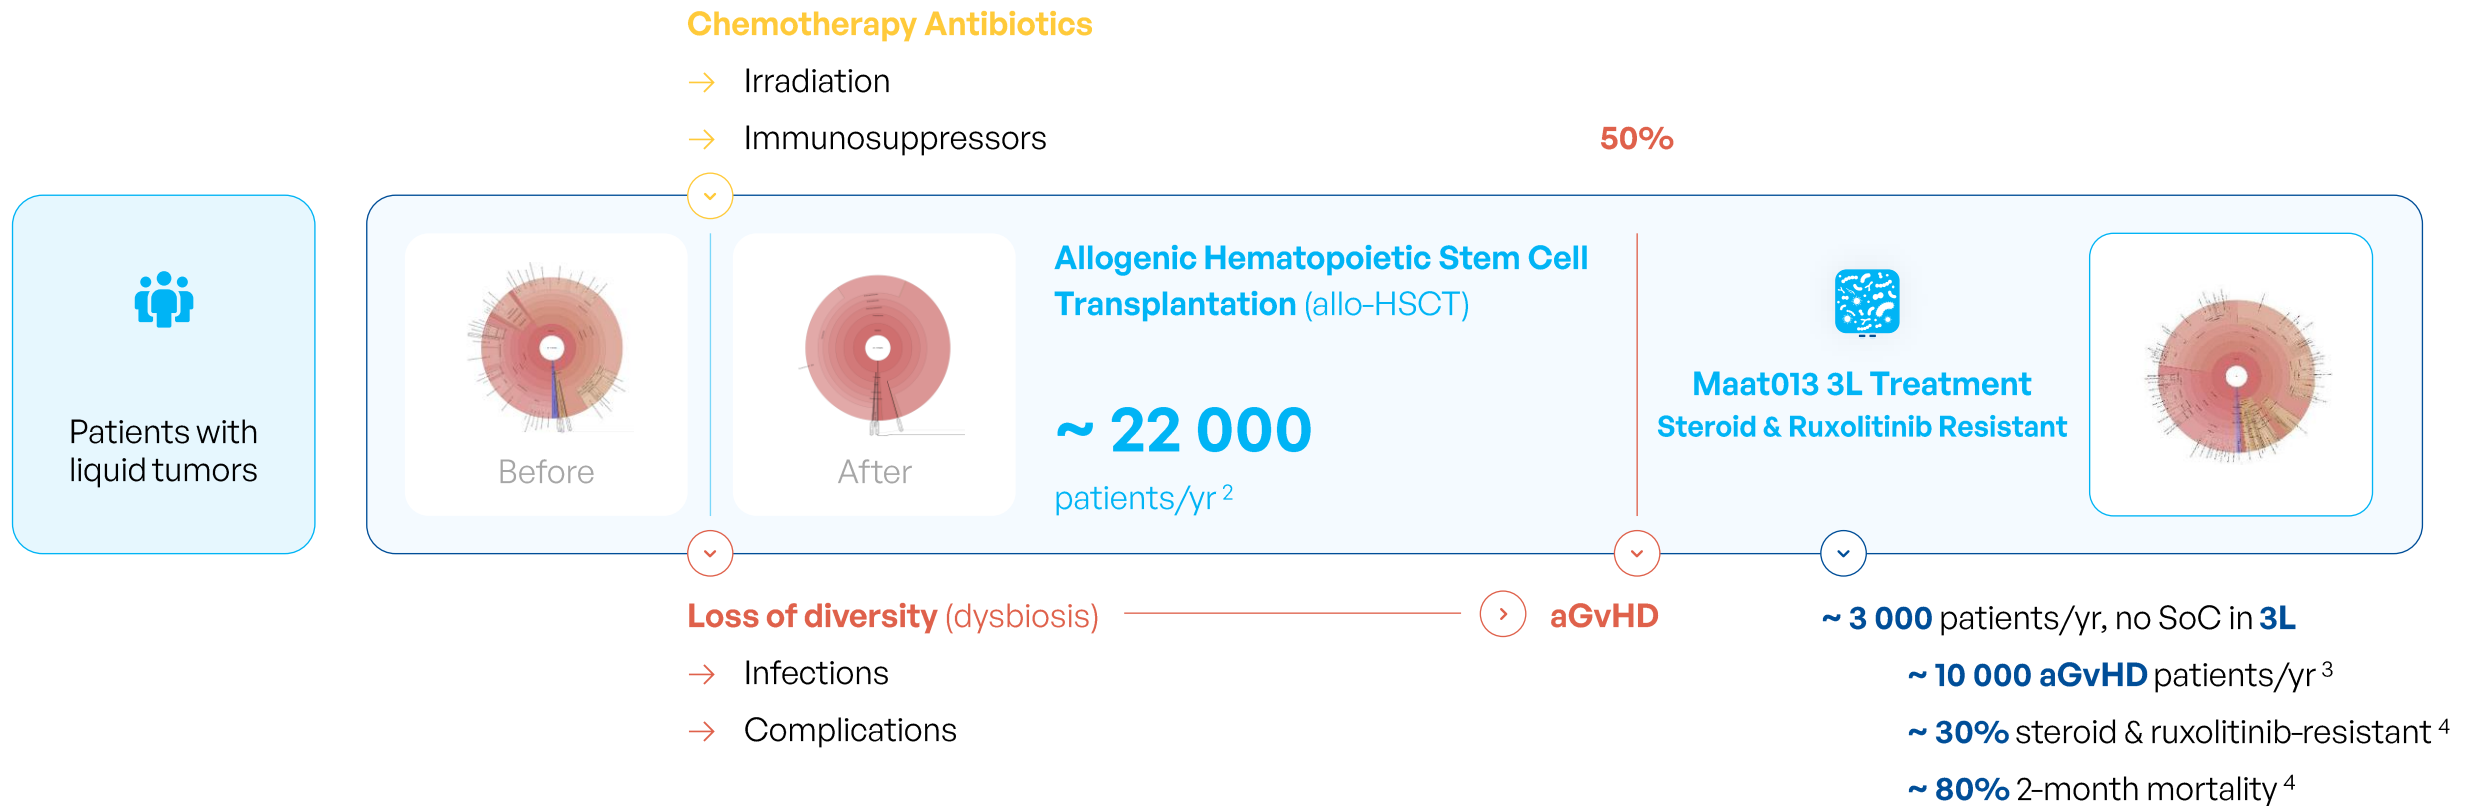 Chemotherapy Antibiotics
→ Irradiation
→ Immunosuppressors
50%
Patients with
liquid tumors
Before
After
Allogenic Hematopoietic Stem Cell
Transplantation (allo-HSCT)
~ 22 000
patients/yr ²
Maat013 3L Treatment
Steroid & Ruxolitinib Resistant
Loss of diversity (dysbiosis)
→ Infections
→ Complications
aGvHD
~ 3 000 patients/yr, no SoC in 3L
~ 10 000 aGvHD patients/yr ³
~ 30% steroid & ruxolitinib-resistant ⁴
~ 80% 2-month mortality ⁴